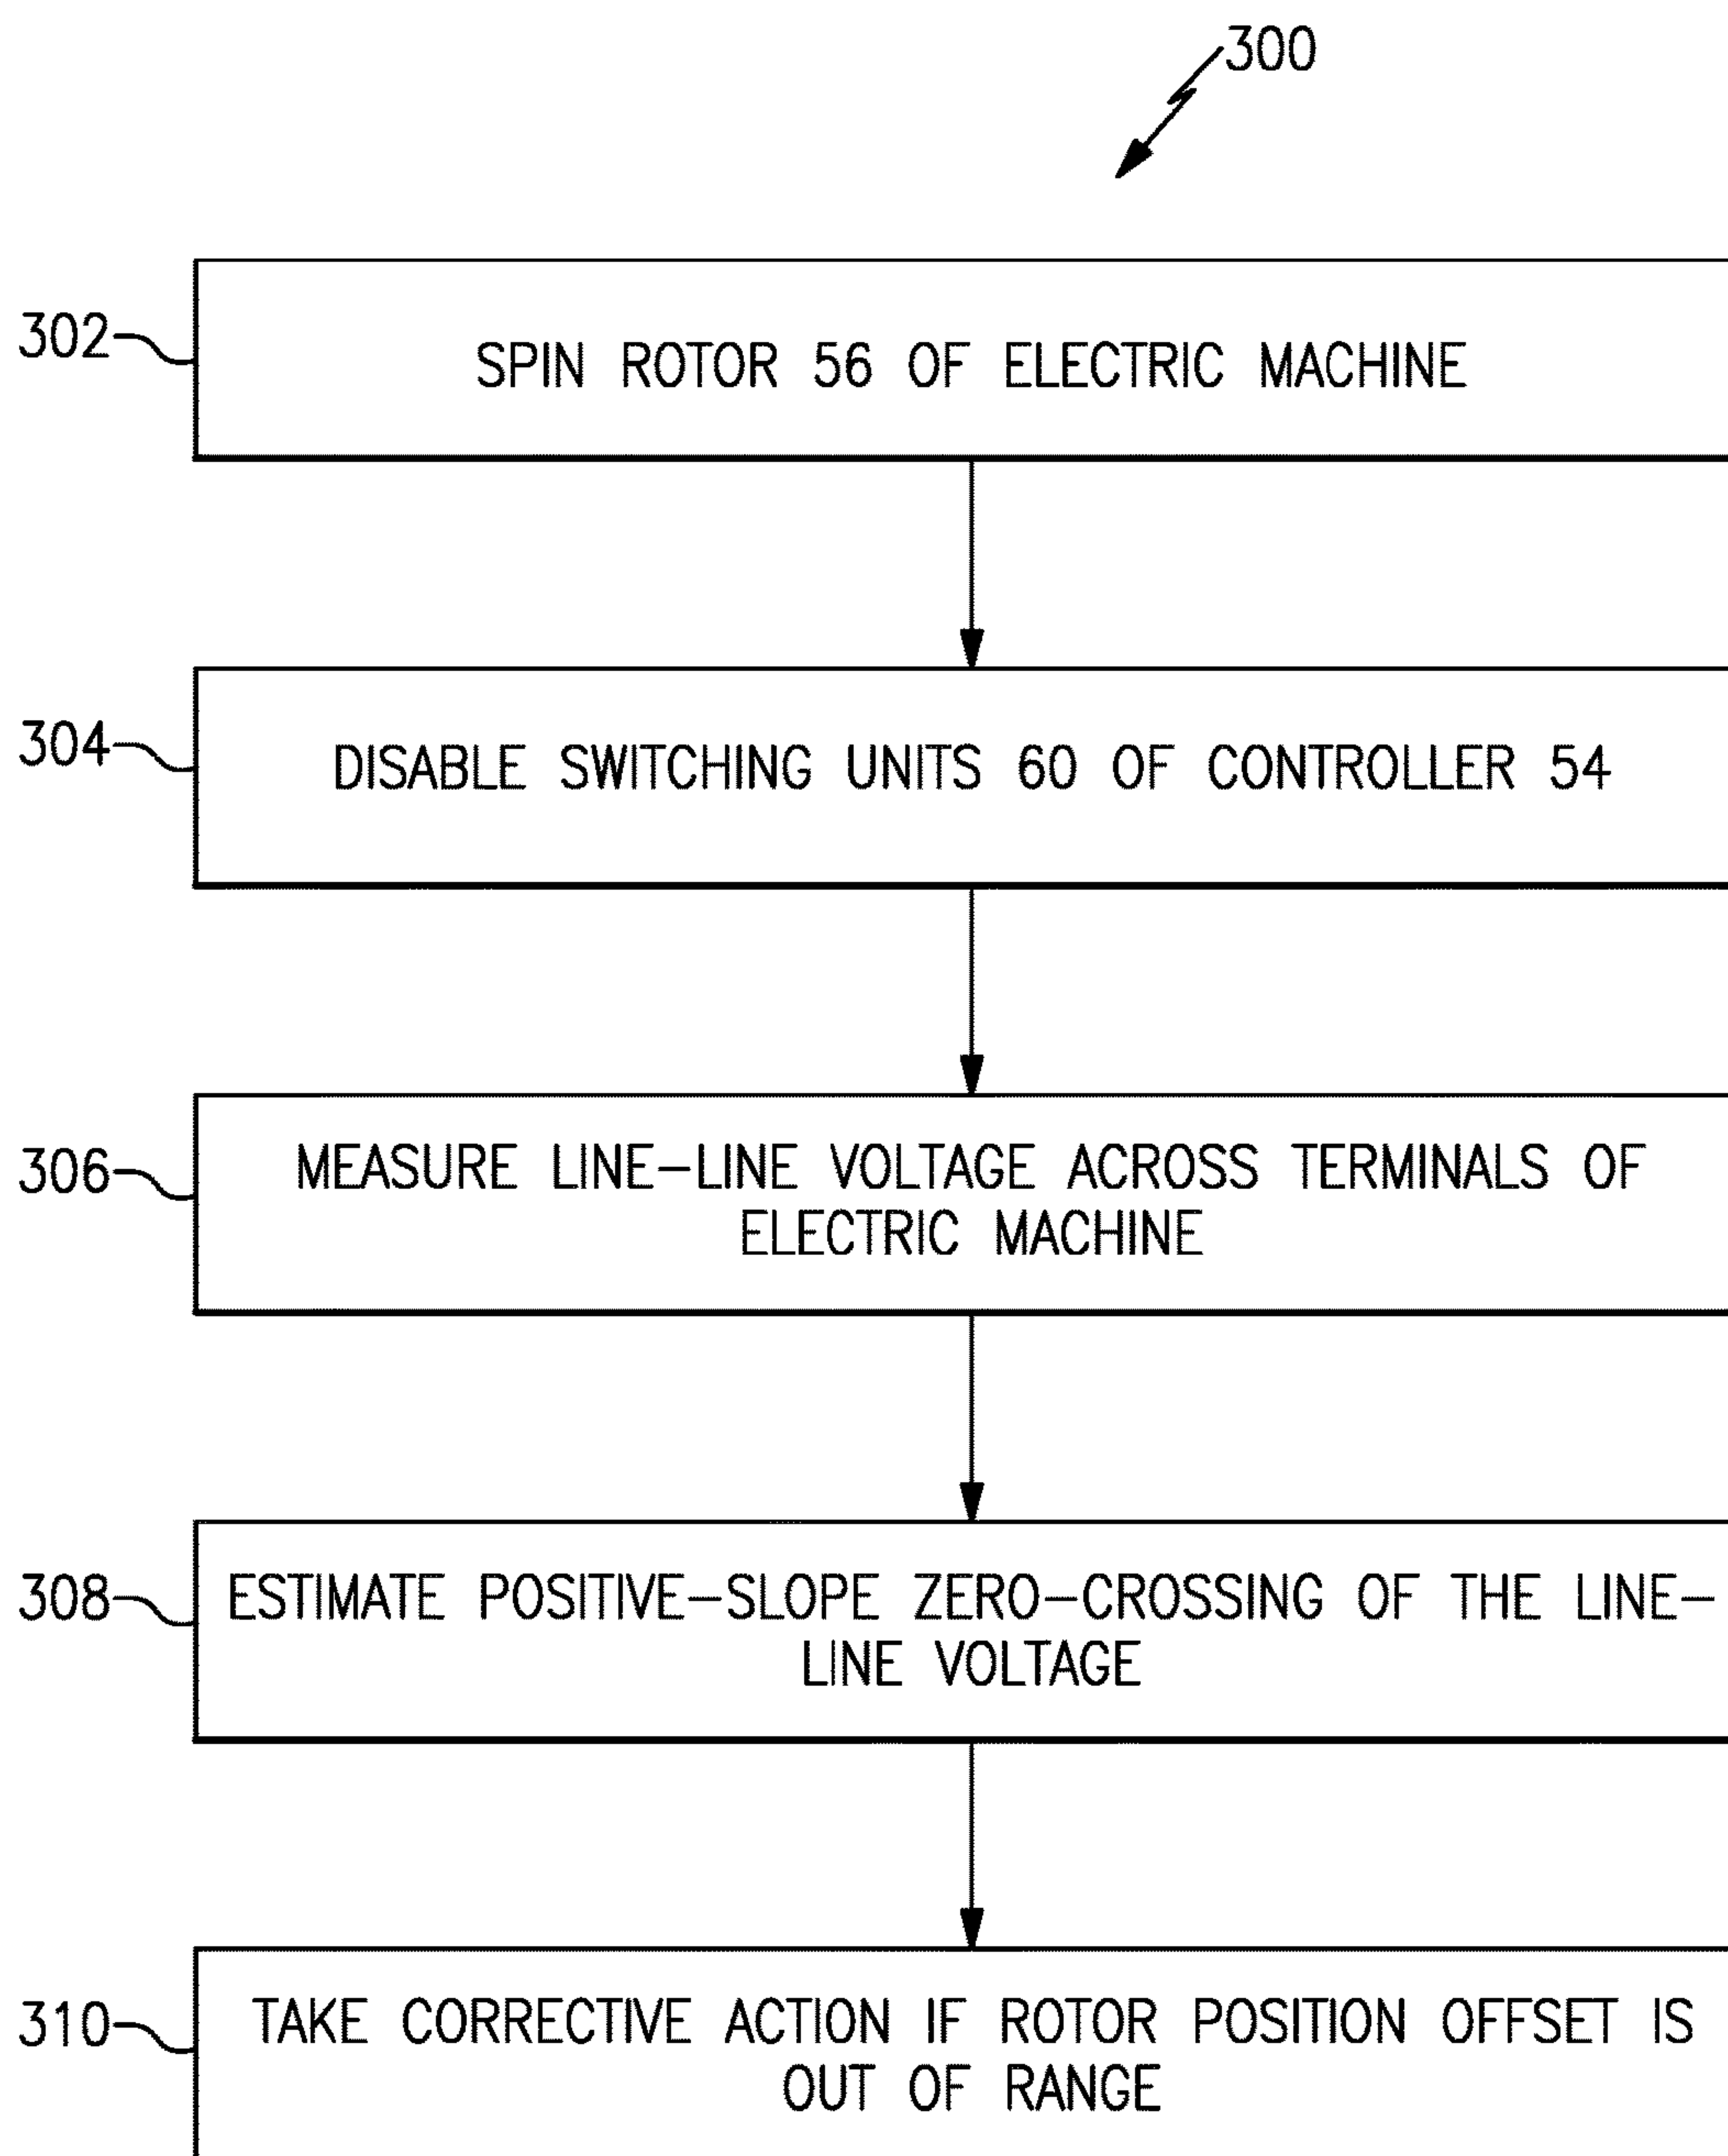 300
302
SPIN ROTOR 56 OF ELECTRIC MACHINE
304
DISABLE SWITCHING UNITS 60 OF CONTROLLER 54
306
MEASURE LINE-LINE VOLTAGE ACROSS TERMINALS OF
ELECTRIC MACHINE
308
ESTIMATE POSITIVE-SLOPE ZERO-CROSSING OF THE LINE-
LINE VOLTAGE
310
TAKE CORRECTIVE ACTION IF ROTOR POSITION OFFSET IS
OUT OF RANGE